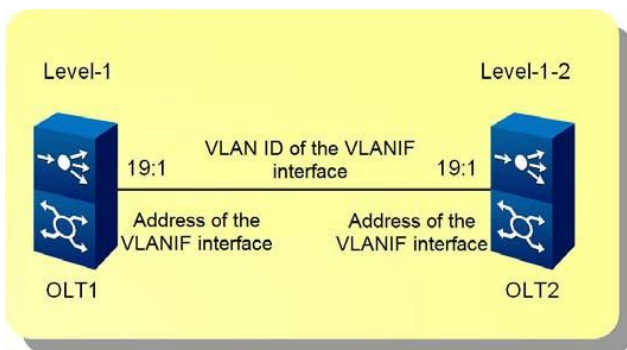 Level-1
Level-1-2
VLAN ID of the VLANIF
interface
19:1
19:1
Address of the
VLANIF interface
Address of the
VLANIF interface
OLT1
OLT2